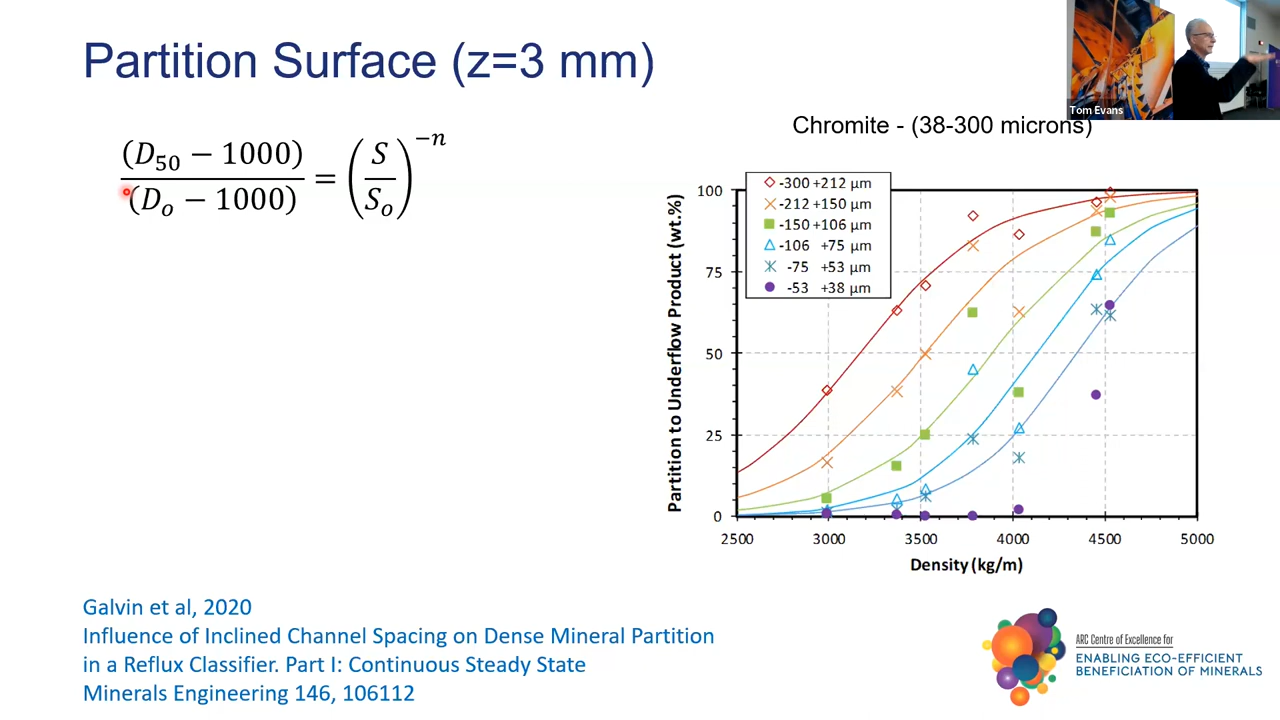 Partition Surface (z=3 mm)
Tom Evans
(D₅₀ − 1000)
(Dₒ − 1000)
=
(S/Sₒ)⁻ⁿ
Chromite - (38-300 microns)
-300 +212 µm
-212 +150 µm
-150 +106 µm
-106 +75 µm
-75 +53 µm
-53 +38 µm
Partition to Underflow Product (wt.%)
100
75
50
25
0
2500 3000 3500 4000 4500 5000
Density (kg/m)
Galvin et al, 2020
Influence of Inclined Channel Spacing on Dense Mineral Partition
in a Reflux Classifier. Part I: Continuous Steady State
Minerals Engineering 146, 106112
ARC Centre of Excellence for
ENABLING ECO-EFFICIENT
BENEFICIATION OF MINERALS